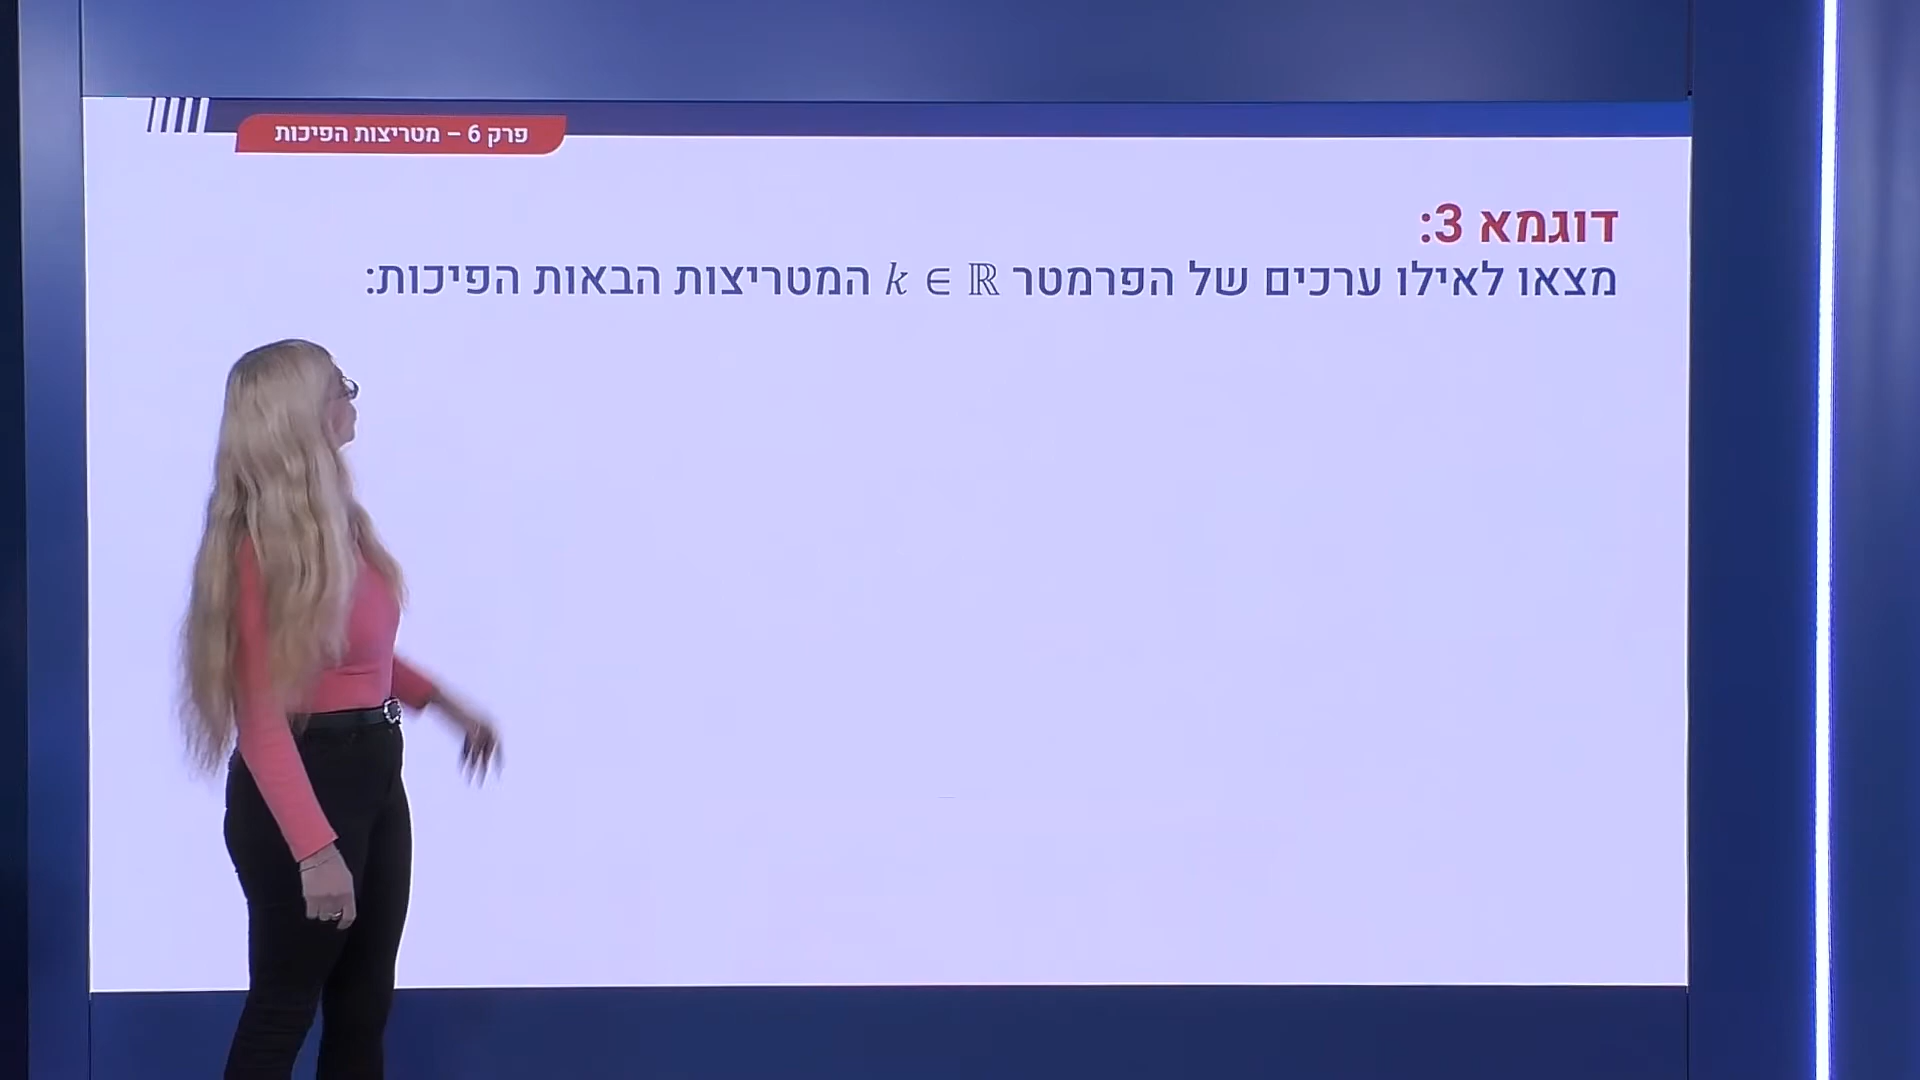 פרק 6 – מטריצות הפיכות
דוגמא 3:
מצאו לאילו ערכים של הפרמטר k ∈ ℝ המטריצות הבאות הפיכות: